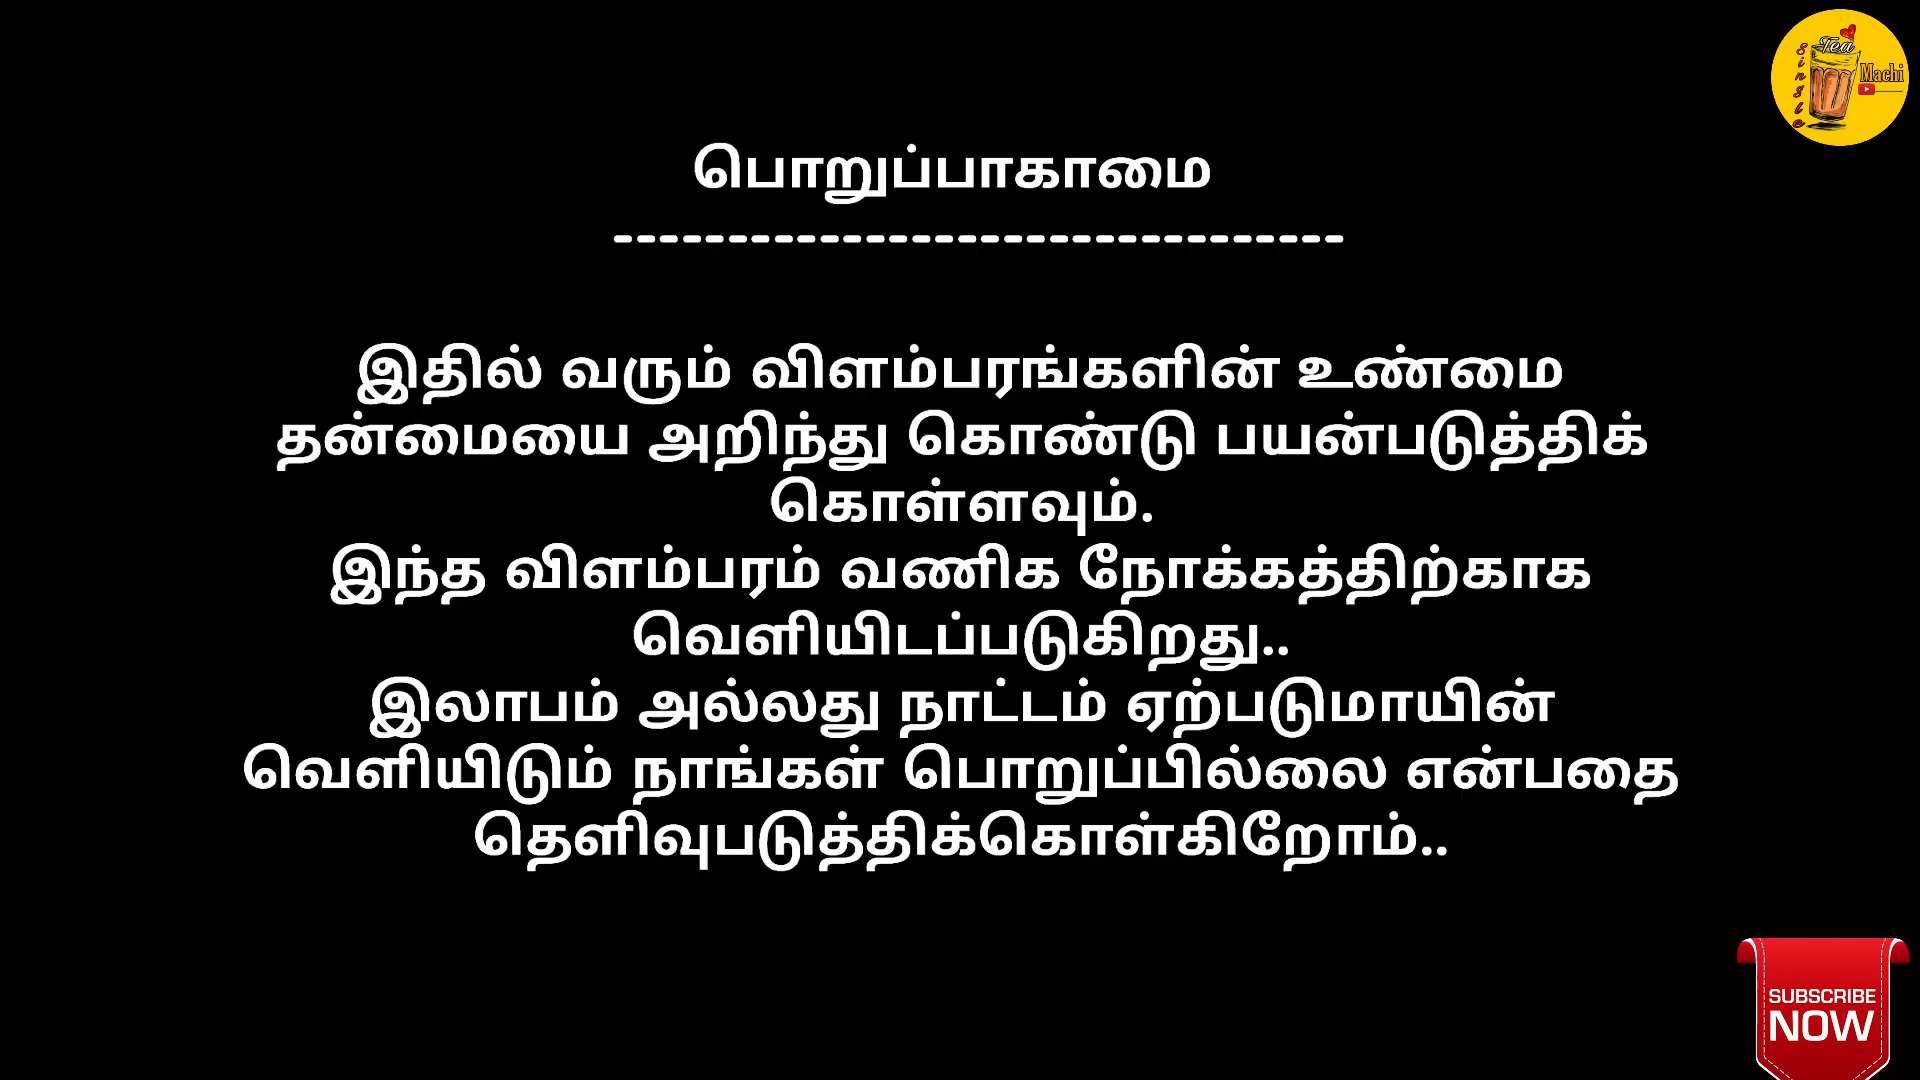 Single
Tea
Machi
பொறுப்பாகாமை
--------------------------------
இதில் வரும் விளம்பரங்களின் உண்மை
தன்மையை அறிந்து கொண்டு பயன்படுத்திக்
கொள்ளவும்.
இந்த விளம்பரம் வணிக நோக்கத்திற்காக
வெளியிடப்படுகிறது..
இலாபம் அல்லது நாட்டம் ஏற்படுமாயின்
வெளியிடும் நாங்கள் பொறுப்பில்லை என்பதை
தெளிவுபடுத்திக்கொள்கிறோம்..
SUBSCRIBE
NOW